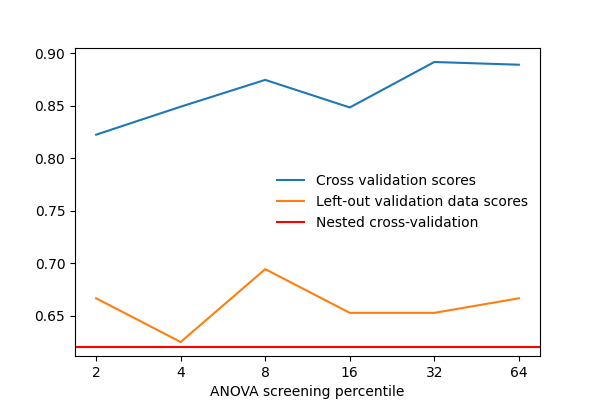 0.90
0.85
0.80
0.75
0.70
0.65
Cross validation scores
Left-out validation data scores
Nested cross-validation
2 4 8 16 32 64
ANOVA screening percentile